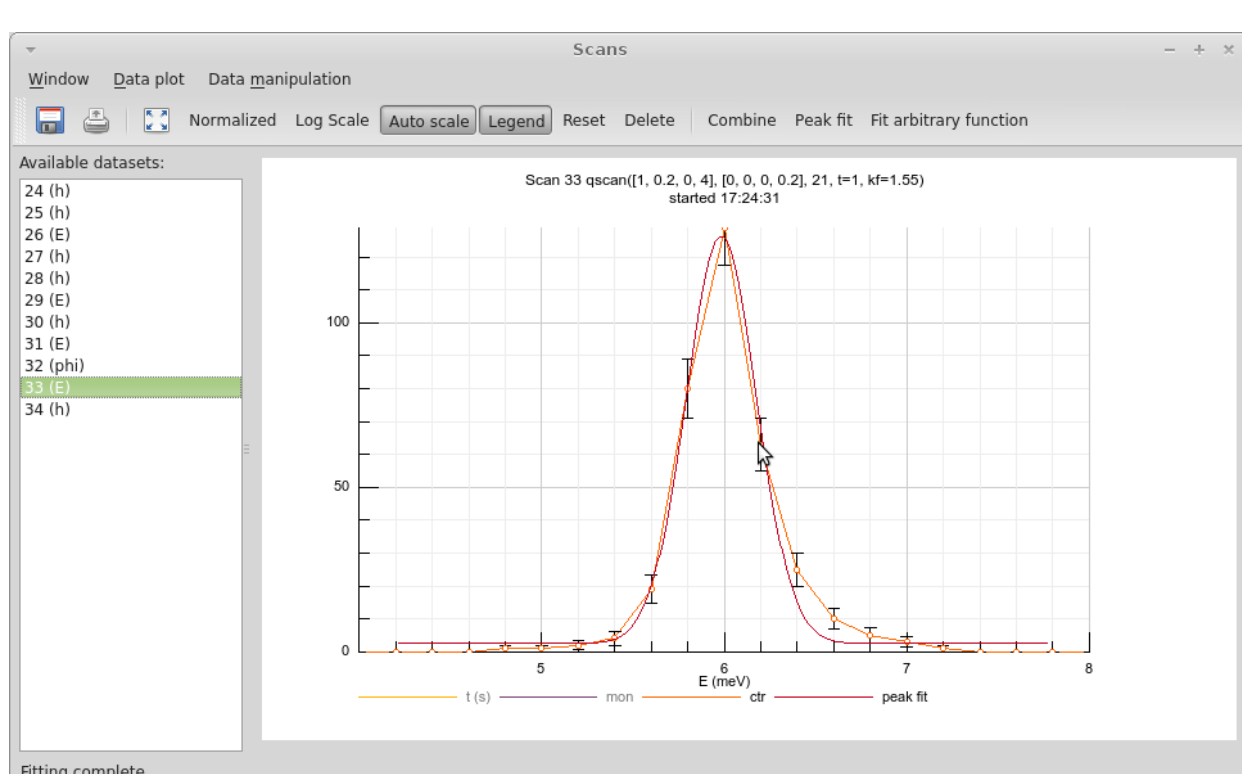 Scans
Window Data plot Data manipulation
Normalized Log Scale Auto scale Legend Reset Delete Combine Peak fit Fit arbitrary function
Available datasets:
24 (h)
25 (h)
26 (E)
27 (h)
28 (h)
29 (E)
30 (h)
31 (E)
32 (phi)
33 (E)
34 (h)
Scan 33 qscan([1, 0.2, 0, 4], [0, 0, 0, 0.2], 21, t=1, kf=1.55)
started 17:24:31
100
50
0
5 6 7 8
E (meV)
t (s) mon ctr peak fit
Fitting complete